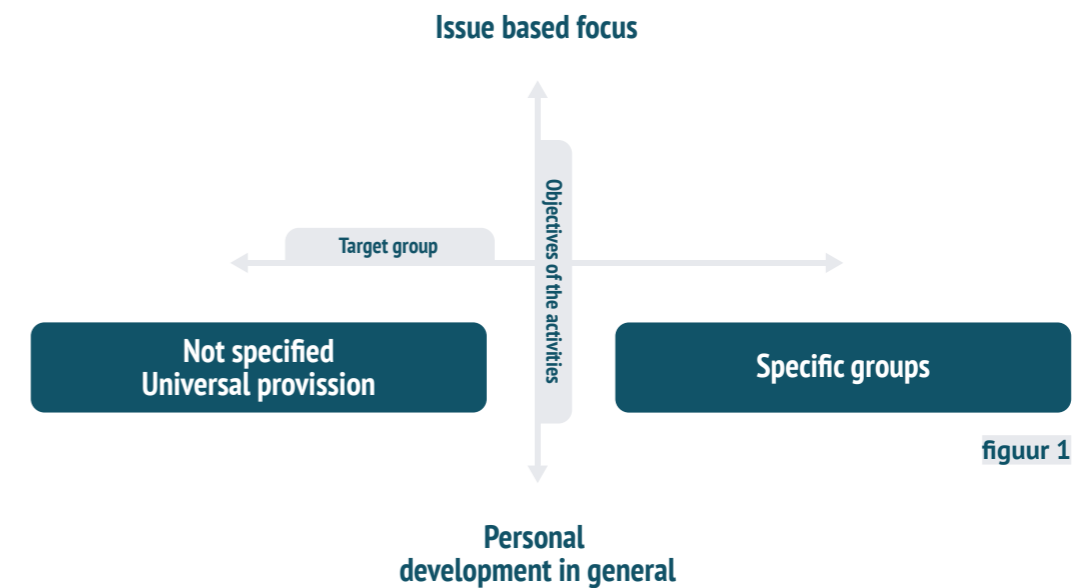 Issue based focus
Objectives of the activities
Target group
Not specified
Universal provission
Specific groups
figuur 1
Personal
development in general